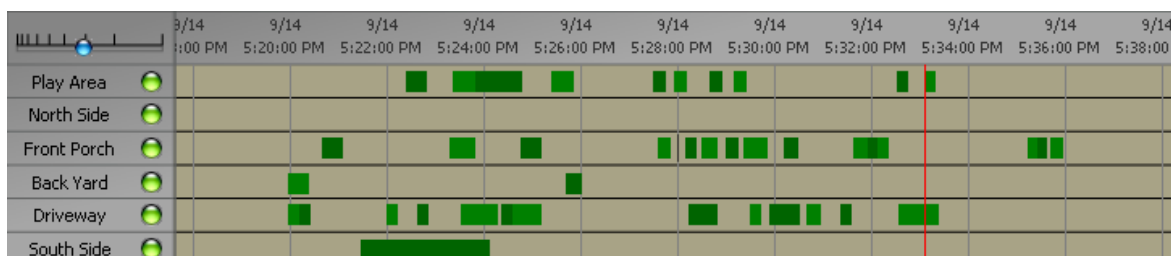 9/14 9/14 9/14 9/14 9/14 9/14 9/14 9/14 9/14 9/14
:00 PM 5:20:00 PM 5:22:00 PM 5:24:00 PM 5:26:00 PM 5:28:00 PM 5:30:00 PM 5:32:00 PM 5:34:00 PM 5:36:00 PM 5:38:00
Play Area
North Side
Front Porch
Back Yard
Driveway
South Side